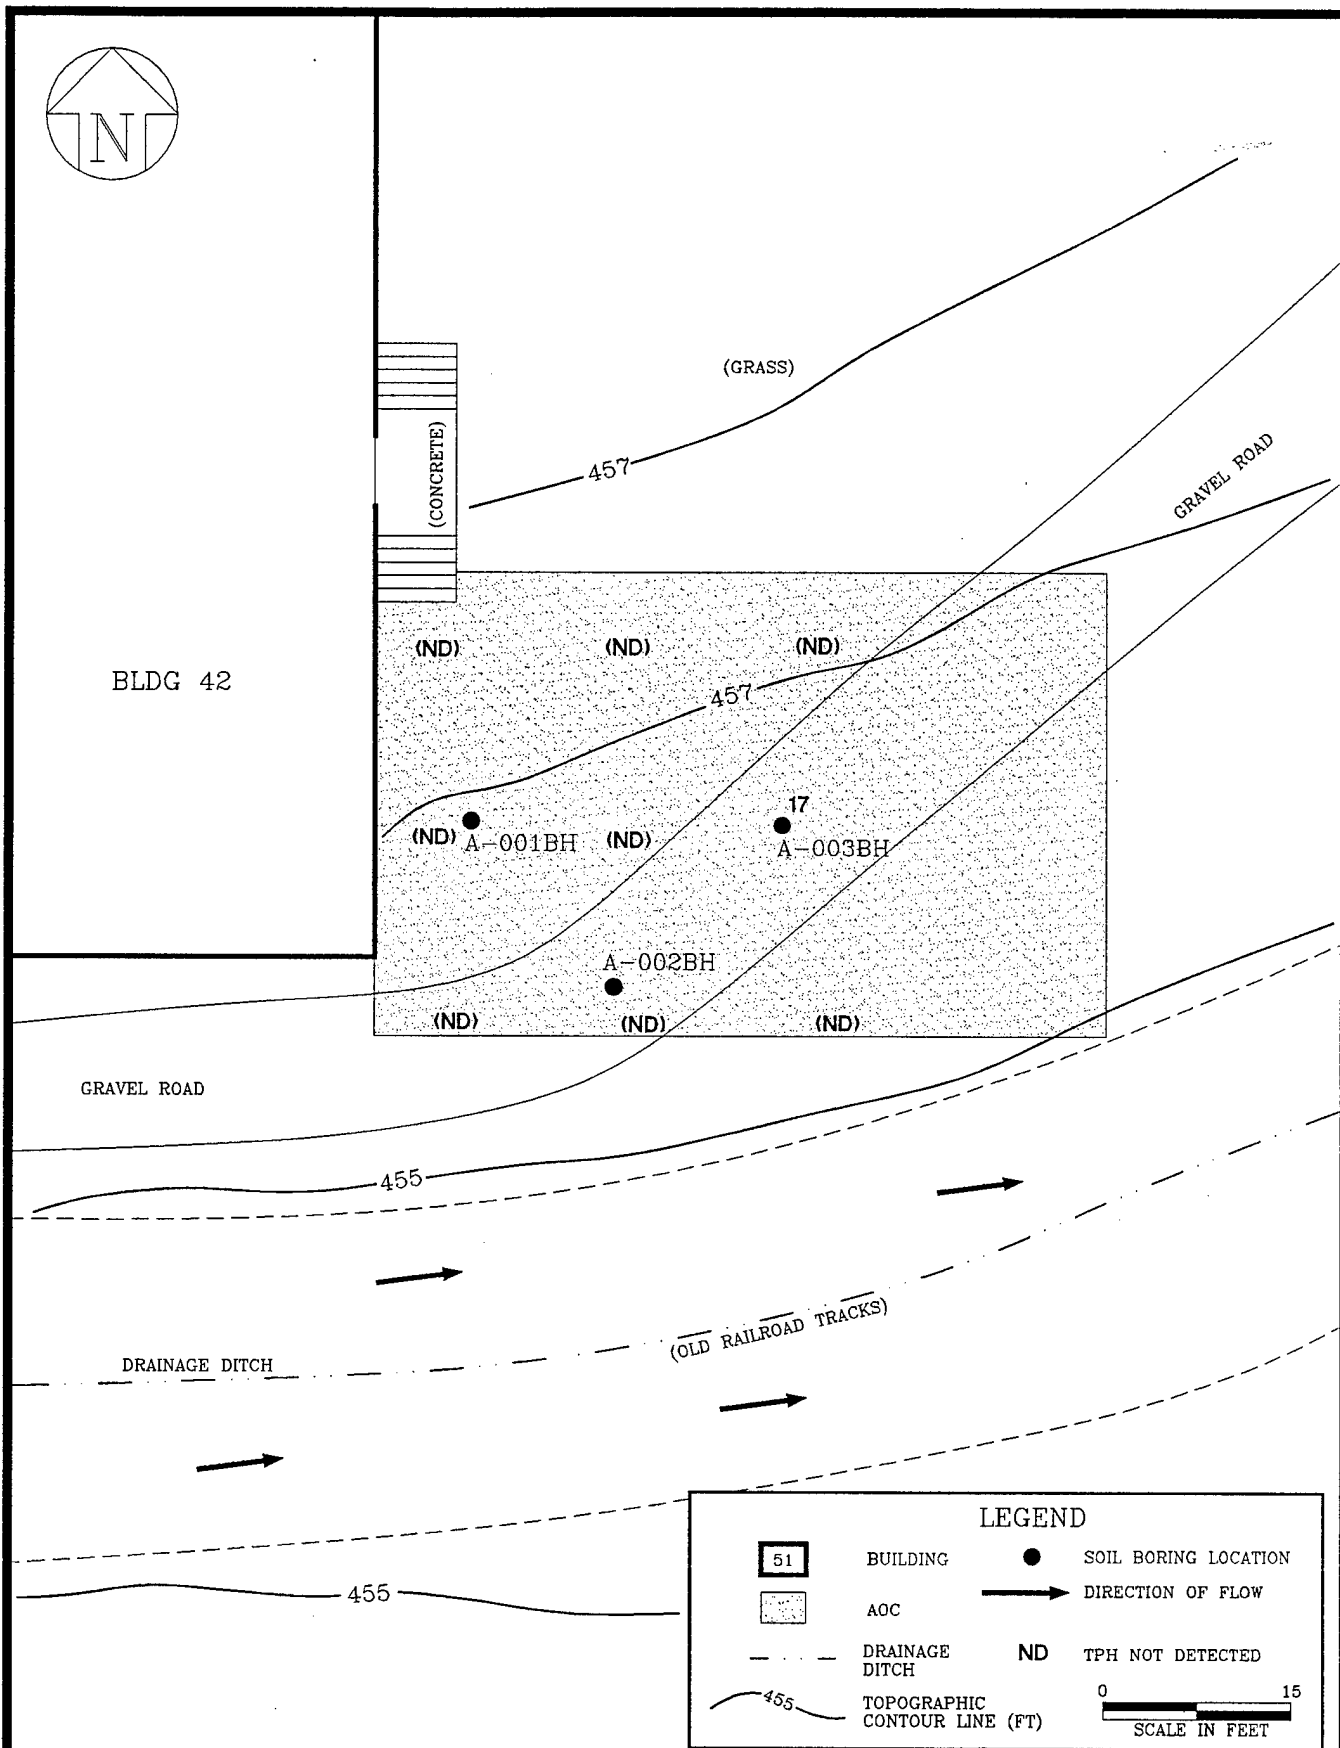 N
(GRASS)
GRAVEL ROAD
(CONCRETE)
457
BLDG 42
(ND) (ND) (ND)
457
17
(ND) A-001BH (ND) A-003BH
A-002BH
(ND) (ND) (ND)
GRAVEL ROAD
455
(OLD RAILROAD TRACKS)
DRAINAGE DITCH
455
LEGEND
51 BUILDING
SOIL BORING LOCATION
AOC
DIRECTION OF FLOW
DRAINAGE
DITCH
ND TPH NOT DETECTED
455 TOPOGRAPHIC
CONTOUR LINE (FT)
0 15
SCALE IN FEET